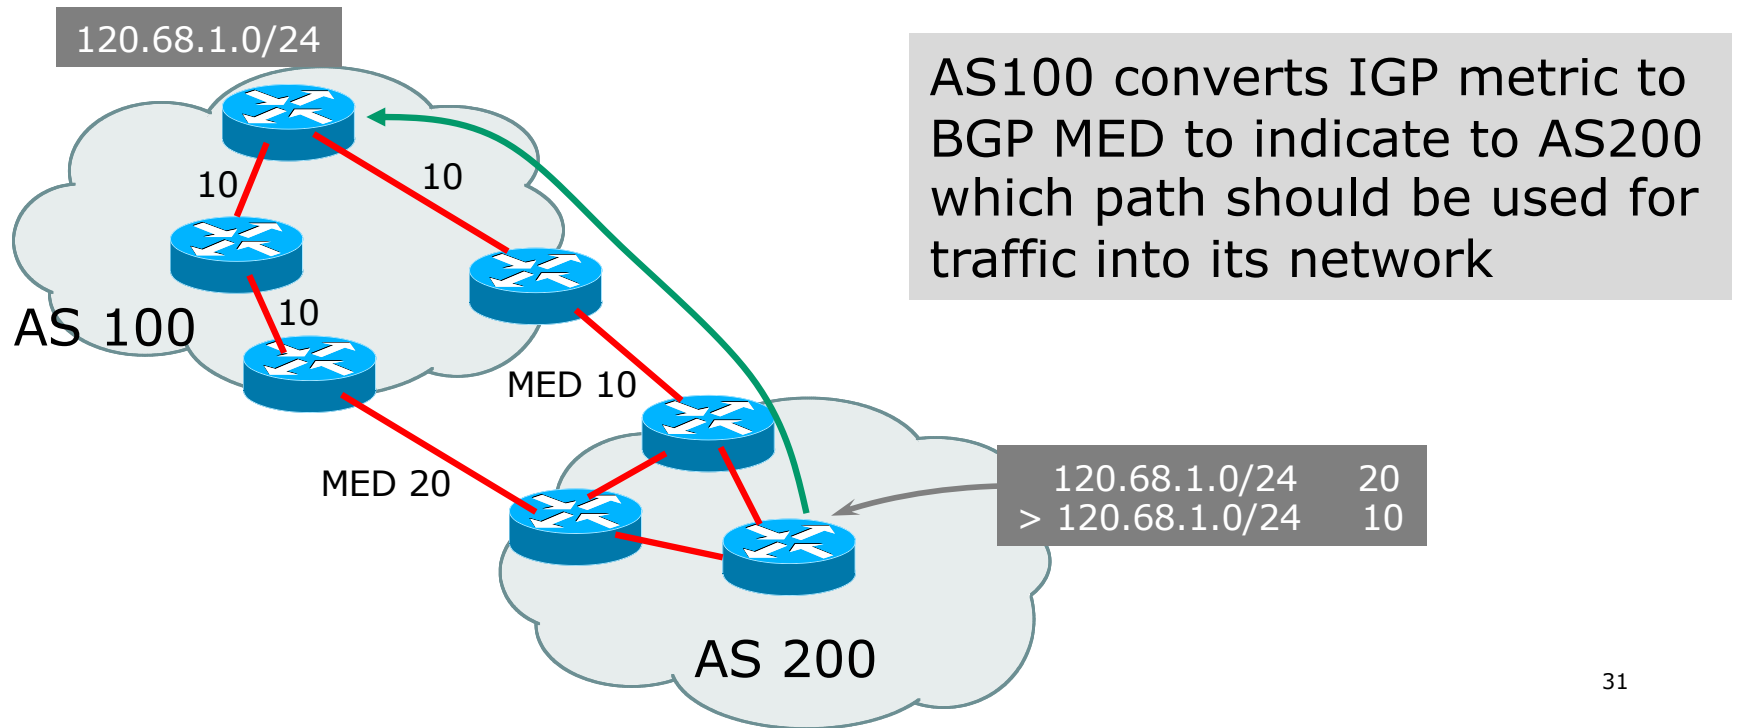 120.68.1.0/24
AS100 converts IGP metric to
BGP MED to indicate to AS200
which path should be used for
traffic into its network
10
10
10
AS 100
MED 10
MED 20
120.68.1.0/24 20
> 120.68.1.0/24 10
AS 200
31